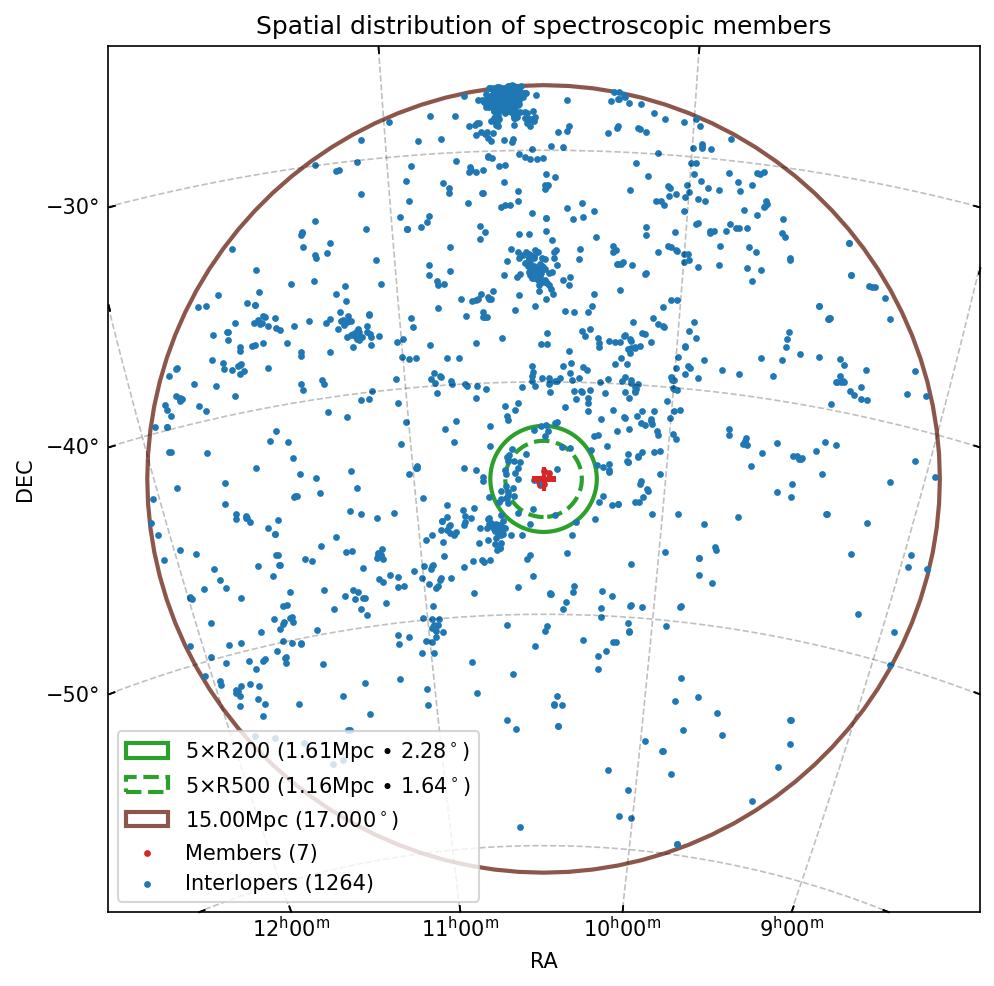 Spatial distribution of spectroscopic members
−30°
−40°
−50°
DEC
5×R200 (1.61Mpc • 2.28°)
5×R500 (1.16Mpc • 1.64°)
15.00Mpc (17.000°)
Members (7)
Interlopers (1264)
12ʰ00ᵐ 11ʰ00ᵐ 10ʰ00ᵐ 9ʰ00ᵐ
RA